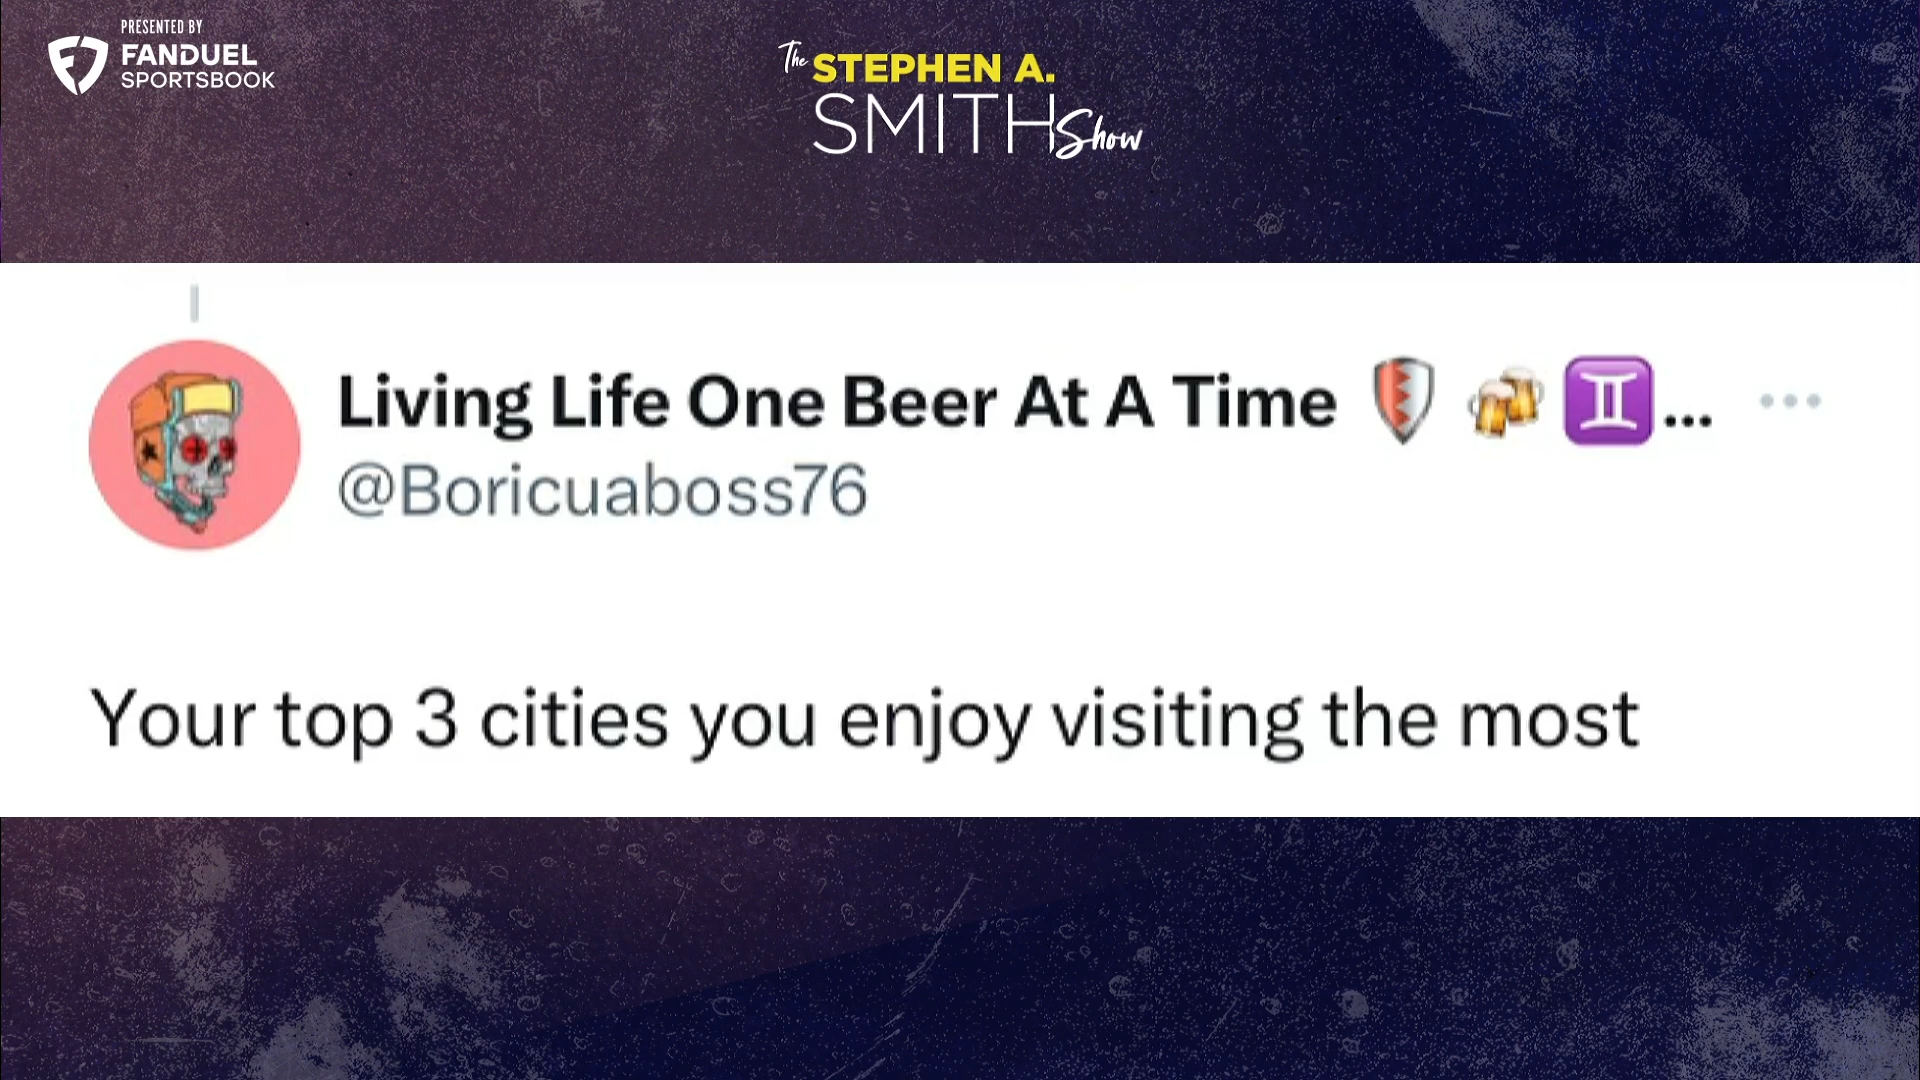 PRESENTED BY
FANDUEL
SPORTSBOOK
The STEPHEN A.
SMITH Show
Living Life One Beer At A Time 🍻 ♊...
@Boricuaboss76
Your top 3 cities you enjoy visiting the most